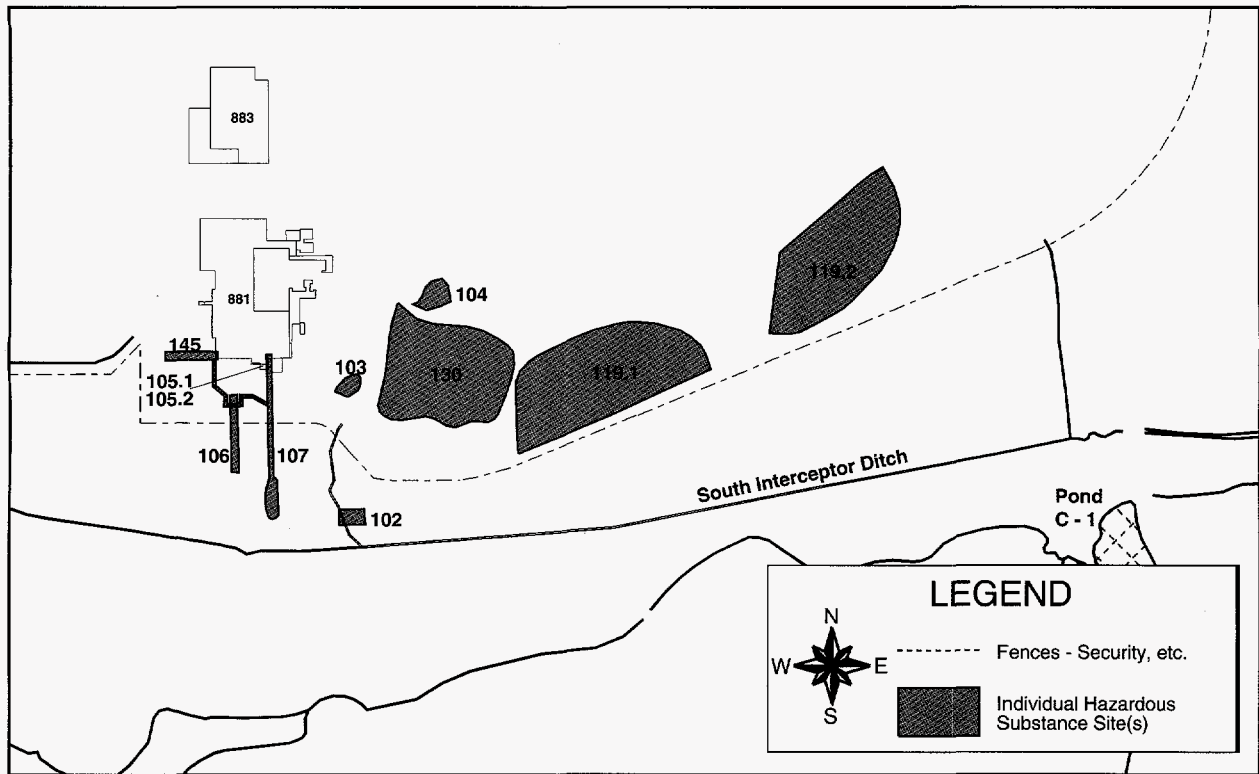 883
119.2
881
104
145
103
130
119.1
105.1
105.2
106
107
South Interceptor Ditch
102
Pond
C - 1
LEGEND
N
W
E
S
Fences - Security, etc.
Individual Hazardous
Substance Site(s)